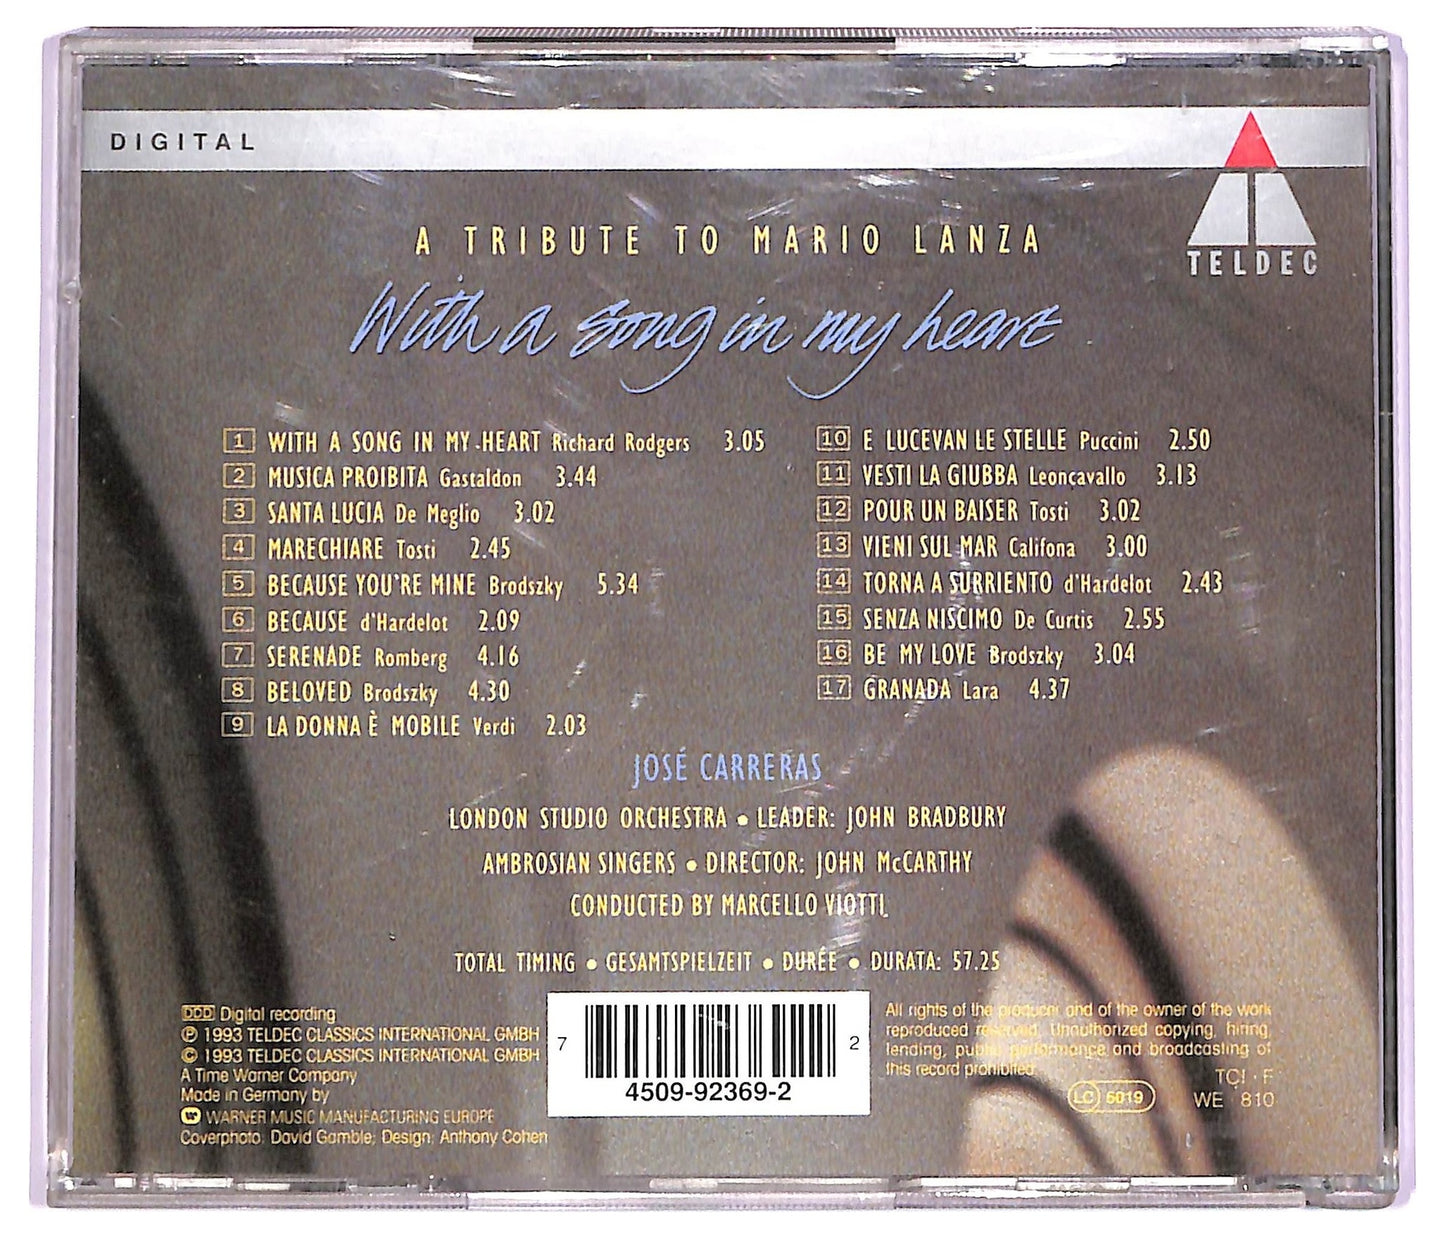 DIGITAL
TELDEC
A TRIBUTE TO MARIO LANZA
With a song in my heart
1 WITH A SONG IN MY HEART Richard Rodgers 3.05
2 MUSICA PROIBITA Gastaldon 3.44
3 SANTA LUCIA De Meglio 3.02
4 MARECHIARE Tosti 2.45
5 BECAUSE YOU'RE MINE Brodszky 5.34
6 BECAUSE d'Hardelot 2.09
7 SERENADE Romberg 4.16
8 BELOVED Brodszky 4.30
9 LA DONNA È MOBILE Verdi 2.03
10 E LUCEVAN LE STELLE Puccini 2.50
11 VESTI LA GIUBBA Leonçavallo 3.13
12 POUR UN BAISER Tosti 3.02
13 VIENI SUL MAR Califona 3.00
14 TORNA A SURRIENTO d'Hardelot 2.43
15 SENZA NISCIMO De Curtis 2.55
16 BE MY LOVE Brodszky 3.04
17 GRANADA Lara 4.37
JOSÉ CARRERAS
LONDON STUDIO ORCHESTRA • LEADER: JOHN BRADBURY
AMBROSIAN SINGERS • DIRECTOR: JOHN McCARTHY
CONDUCTED BY MARCELLO VIOTTI
TOTAL TIMING • GESAMTSPIELZEIT • DURÉE • DURATA: 57.25
DDD Digital recording
℗ 1993 TELDEC CLASSICS INTERNATIONAL GMBH
© 1993 TELDEC CLASSICS INTERNATIONAL GMBH
A Time Warner Company
Made in Germany by
WARNER MUSIC MANUFACTURING EUROPE
Coverphoto: David Gamble; Design: Anthony Cohen
7 2
4509-92369-2
All rights of the producer and of the owner of the work
reproduced reserved. Unauthorized copying, hiring,
lending, public performance and broadcasting of
this record prohibited.
LC 6019
F
WE 810